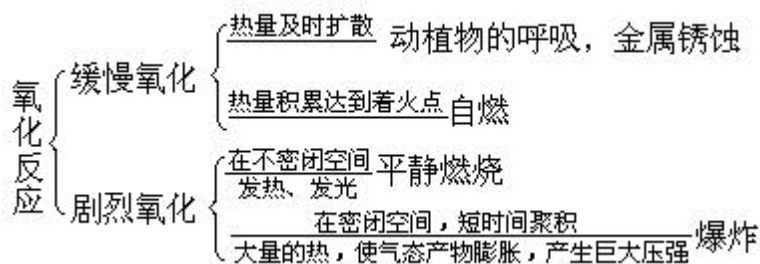 氧化反应
缓慢氧化
热量及时扩散 动植物的呼吸，金属锈蚀
热量积累达到着火点 自燃
剧烈氧化
在不密闭空间 平静燃烧
发热、发光
在密闭空间，短时间聚积
大量的热，使气态产物膨胀，产生巨大压强 爆炸